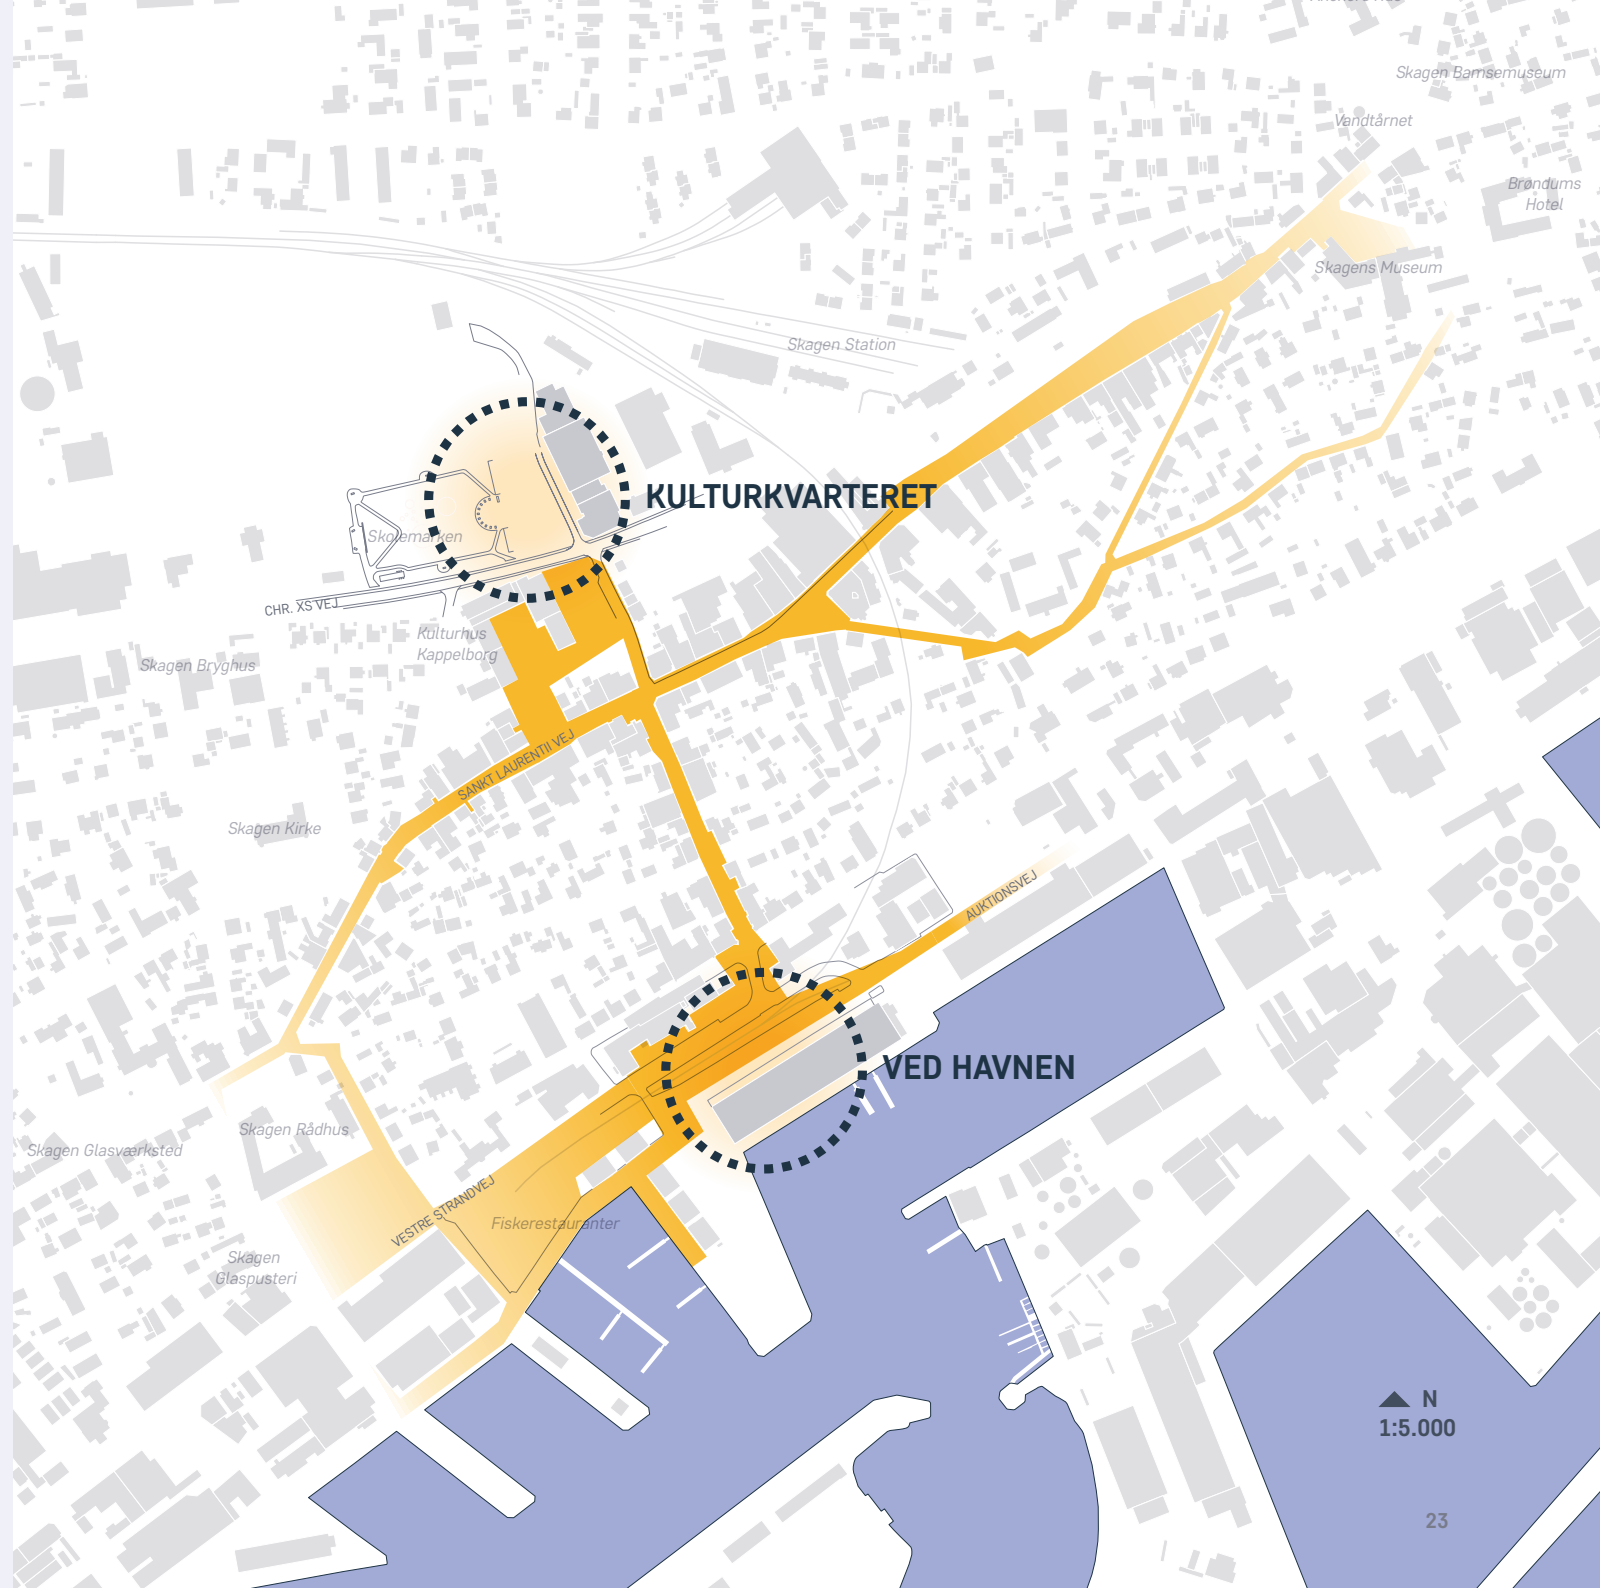 Skagen Bamsemuseum
Vandtårnet
Brøndums
Hotel
Skagens Museum
Skagen Station
KULTURKVARTERET
Skolemarken
CHR. XS VEJ
Kulturhus
Kappelborg
Skagen Bryghus
SANKT LAURENTII VEJ
Skagen Kirke
AUKTIONSVEJ
VED HAVNEN
Skagen Rådhus
Skagen Glasværksted
VESTRE STRANDVEJ
Fiskerestauranter
Skagen
Glaspusteri
N
1:5.000
23